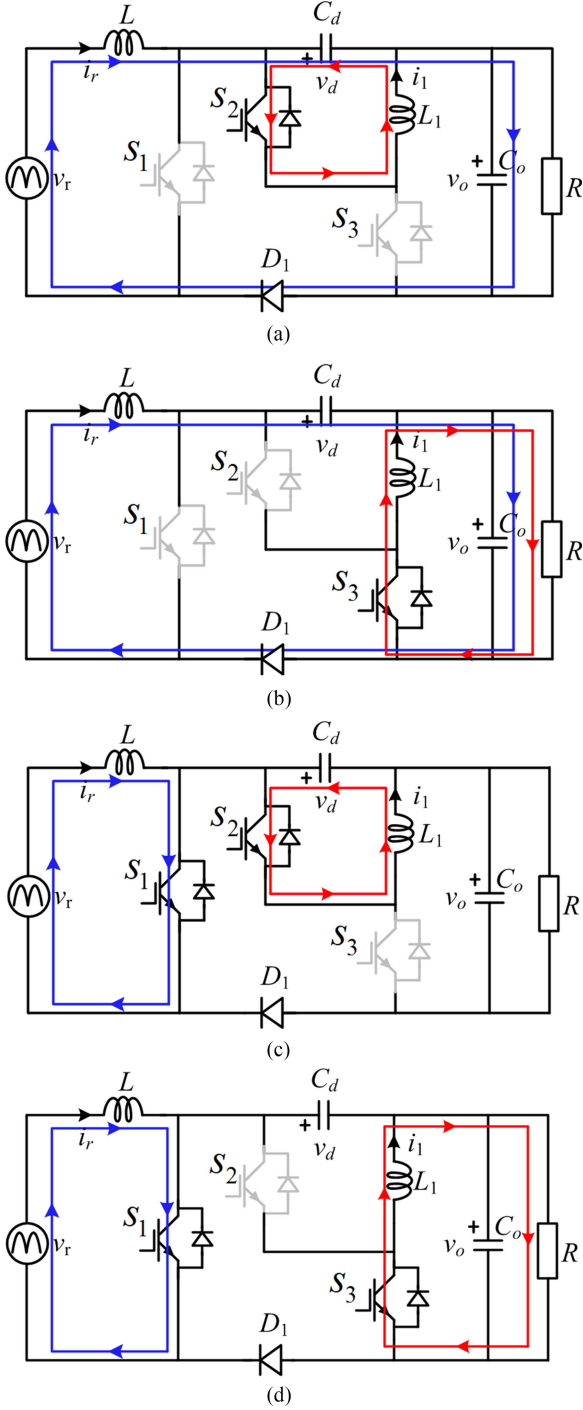 L
C_d
i_r
v_d
i_1
S_2
L_1
S_1
v_r
v_o
C_o
R
S_3
D_1
(a)
L
C_d
i_r
v_d
i_1
S_2
L_1
S_1
v_r
v_o
C_o
R
S_3
D_1
(b)
L
C_d
i_r
v_d
i_1
S_2
L_1
S_1
v_r
v_o
C_o
R
S_3
D_1
(c)
L
C_d
i_r
v_d
i_1
S_2
L_1
S_1
v_r
v_o
C_o
R
S_3
D_1
(d)